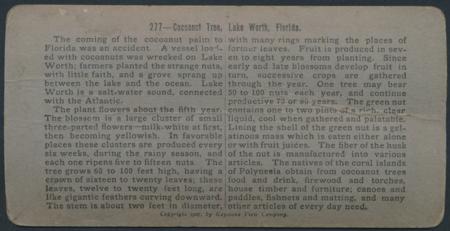 277—Cocoanut Tree, Lake Worth, Florida.
The coming of the cocoanut palm to
Florida was an accident. A vessel load-
ed with cocoanuts was wrecked on Lake
Worth; farmers planted the strange nuts,
with little faith, and a grove sprang up
between the lake and the ocean. Lake
Worth is a salt-water sound, connected
with the Atlantic.
The plant flowers about the fifth year.
The blossom is a large cluster of small
three-parted flowers—milk-white at first,
then becoming yellowish. In favorable
places these clusters are produced every
six weeks, during the rainy season, and
each one ripens five to fifteen nuts. The
tree grows 60 to 100 feet high, having a
crown of sixteen to twenty leaves; these
leaves, twelve to twenty feet long, are
like gigantic feathers curving downward.
The stem is about two feet in diameter,
with many rings marking the places of
former leaves. Fruit is produced in sev-
en to eight years from planting. Since
early and late blossoms develop fruit in
turn, successive crops are gathered
through the year. One tree may bear
50 to 100 nuts each year, and continue
productive 70 or 80 years. The green nut
contains one to two pints of a rich, clear
liquid, cool when gathered and palatable.
Lining the shell of the green nut is a gel-
atinous mass which is eaten either alone
or with fruit juices. The fiber of the husk
of the nut is manufactured into various
articles. The natives of the coral islands
of Polynesia obtain from cocoanut trees
food and drink, firewood and torches,
house timber and furniture; canoes and
paddles, fishnets and matting, and many
other articles of every day need.
Copyright by Keystone View Company.